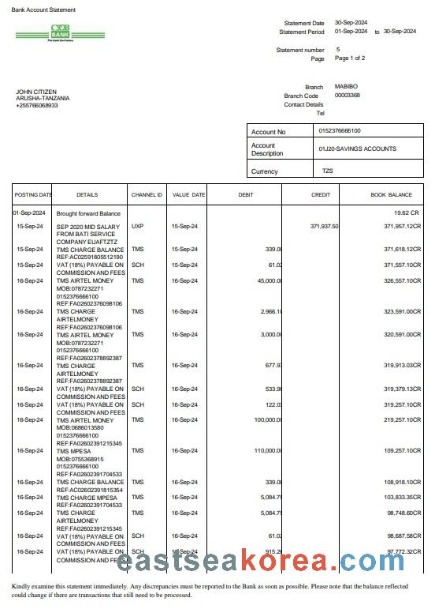 Bank Account Statement
CRDB BANK
Statement Date 30-Sep-2024
Statement Period 01-Sep-2024 to 30-Sep-2024
Statement number 5
Page Page 1 of 2
Branch MABIBO
Branch Code 00003368
Contact Details
Tel
JOHN CITIZEN
ARUSHA-TANZANIA
+255766068933
Account No 0152376666100
Account Description 01J20-SAVINGS ACCOUNTS
Currency TZS
POSTING DATE DETAILS CHANNEL ID VALUE DATE DEBIT CREDIT BOOK BALANCE
01-Sep-2024 Brought forward Balance 19.62 CR
15-Sep-24 SEP 2020 MID SALARY UXP 15-Sep-24 371,937.50 371,957.12CR
FROM BATI SERVICE
COMPANY EUAFTZTZ
15-Sep-24 TMS CHARGE BALANCE TMS 15-Sep-24 339.00 371,618.12CR
REF:AC02501805512190
15-Sep-24 VAT (18%) PAYABLE ON SCH 15-Sep-24 61.02 371,557.10CR
COMMISSION AND FEES
16-Sep-24 TMS AIRTEL MONEY TMS 16-Sep-24 45,000.00 326,557.10CR
MOB:0787232271
0152376666100
REF:FA02602376098106
16-Sep-24 TMS CHARGE TMS 16-Sep-24 2,966.10 323,591.00CR
AIRTELMONEY
REF:FA02602376098106
16-Sep-24 TMS AIRTEL MONEY TMS 16-Sep-24 3,000.00 320,591.00CR
MOB:0787232271
0152376666100
REF:FA02602378892387
16-Sep-24 TMS CHARGE TMS 16-Sep-24 677.97 319,913.03CR
AIRTELMONEY
REF:FA02602378892387
16-Sep-24 VAT (18%) PAYABLE ON SCH 16-Sep-24 533.90 319,379.13CR
COMMISSION AND FEES
16-Sep-24 VAT (18%) PAYABLE ON SCH 16-Sep-24 122.03 319,257.10CR
COMMISSION AND FEES
16-Sep-24 TMS AIRTEL MONEY TMS 16-Sep-24 100,000.00 219,257.10CR
MOB:0686013580
0152376666100
REF:FA02602391215345
16-Sep-24 TMS MPESA TMS 16-Sep-24 110,000.00 109,257.10CR
MOB:0755368915
0152376666100
REF:FA02602391704533
16-Sep-24 TMS CHARGE BALANCE TMS 16-Sep-24 339.00 108,918.10CR
REF:AC02602391815354
16-Sep-24 TMS CHARGE MPESA TMS 16-Sep-24 5,084.75 103,833.35CR
REF:FA02602391704533
16-Sep-24 TMS CHARGE TMS 16-Sep-24 5,084.75 98,748.60CR
AIRTELMONEY
REF:FA02602391215345
16-Sep-24 VAT (18%) PAYABLE ON SCH 16-Sep-24 61.02 98,687.58CR
COMMISSION AND FEES
16-Sep-24 VAT (18%) PAYABLE ON SCH 16-Sep-24 915.26 97,772.32CR
COMMISSION AND FEES
eastseakorea.com
Kindly examine this statement immediately. Any discrepancies must be reported to the Bank as soon as possible. Please note that the balance reflected
could change if there are transactions that still need to be processed.